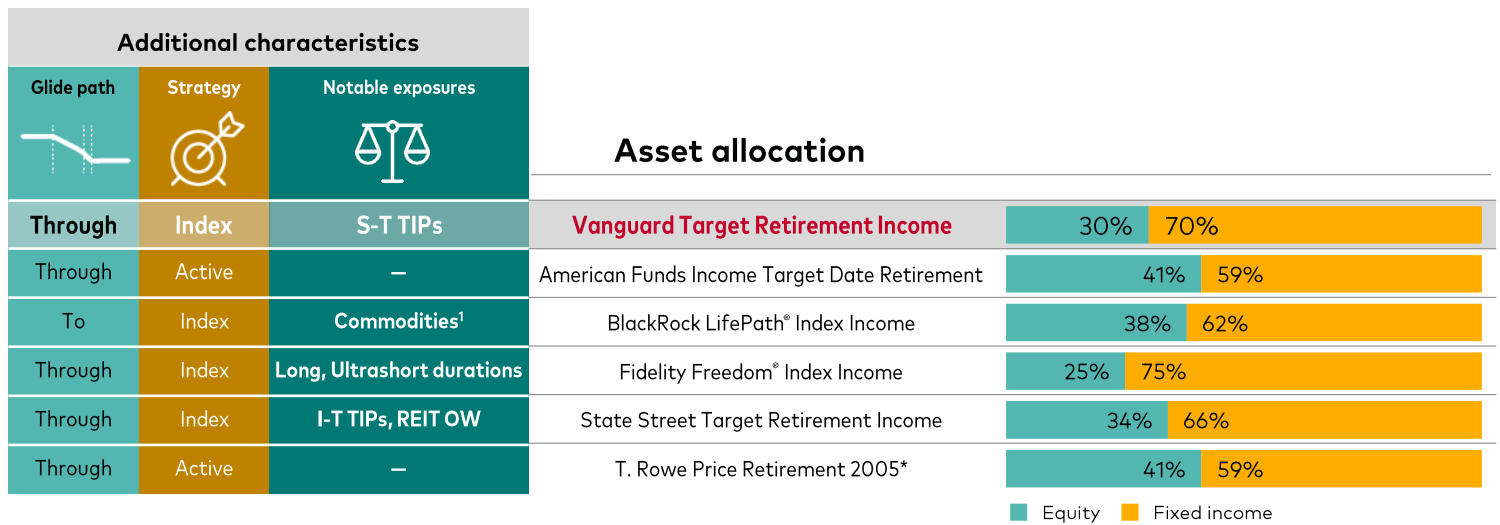 Additional characteristics
Glide path Strategy Notable exposures
Asset allocation
Through Index S-T TIPs Vanguard Target Retirement Income 30% 70%
Through Active — American Funds Income Target Date Retirement 41% 59%
To Index Commodities¹ BlackRock LifePath® Index Income 38% 62%
Through Index Long, Ultrashort durations Fidelity Freedom® Index Income 25% 75%
Through Index I-T TIPs, REIT OW State Street Target Retirement Income 34% 66%
Through Active — T. Rowe Price Retirement 2005* 41% 59%
Equity Fixed income